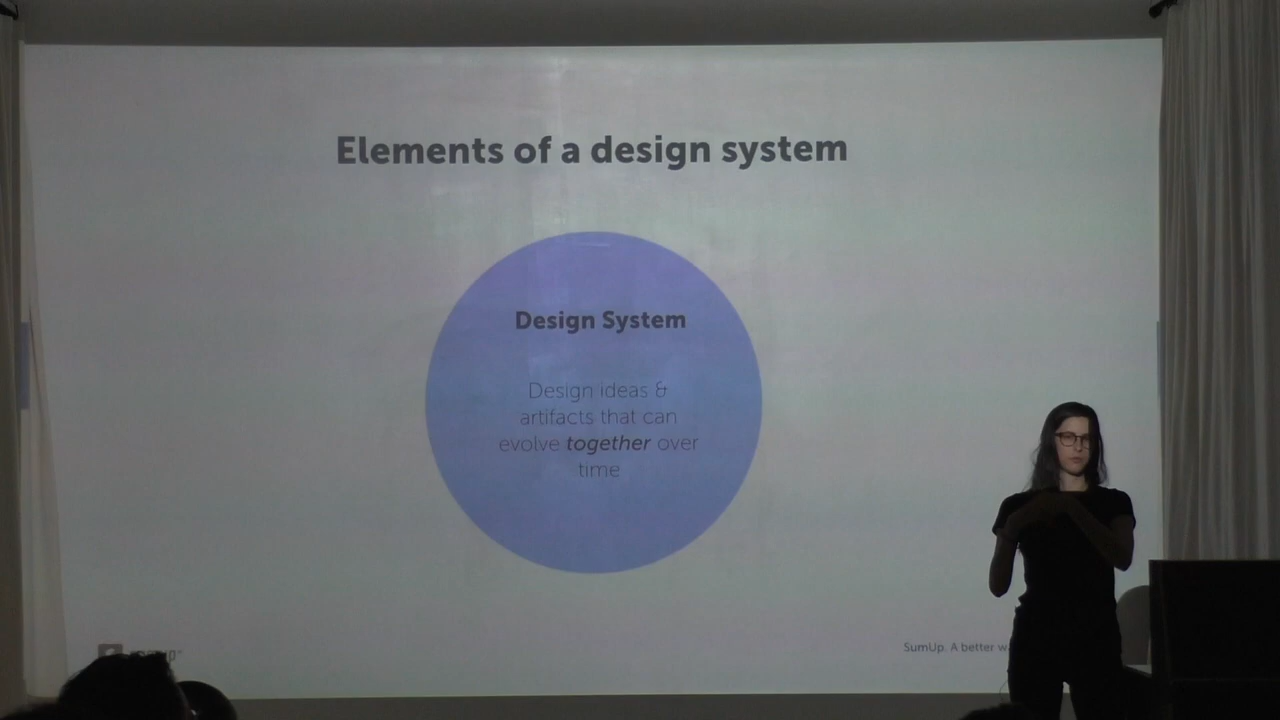 Elements of a design system
Design System
Design ideas &
artifacts that can
evolve together over
time
SumUp. A better